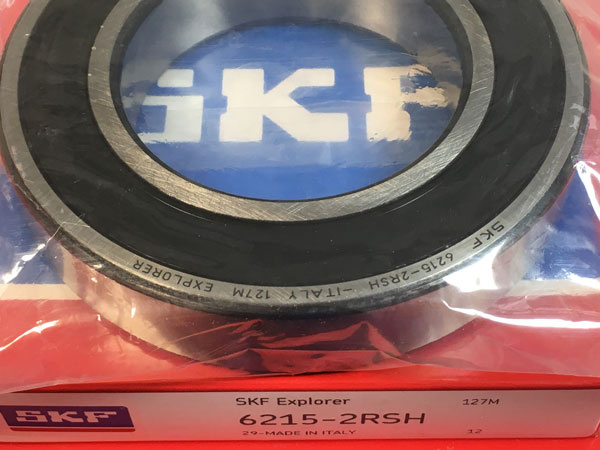 SKF
SKF 6215-2RSH -ITALY 127M EXPLORER
SKF
SKF Explorer
6215-2RSH
29-MADE IN ITALY
127M
12